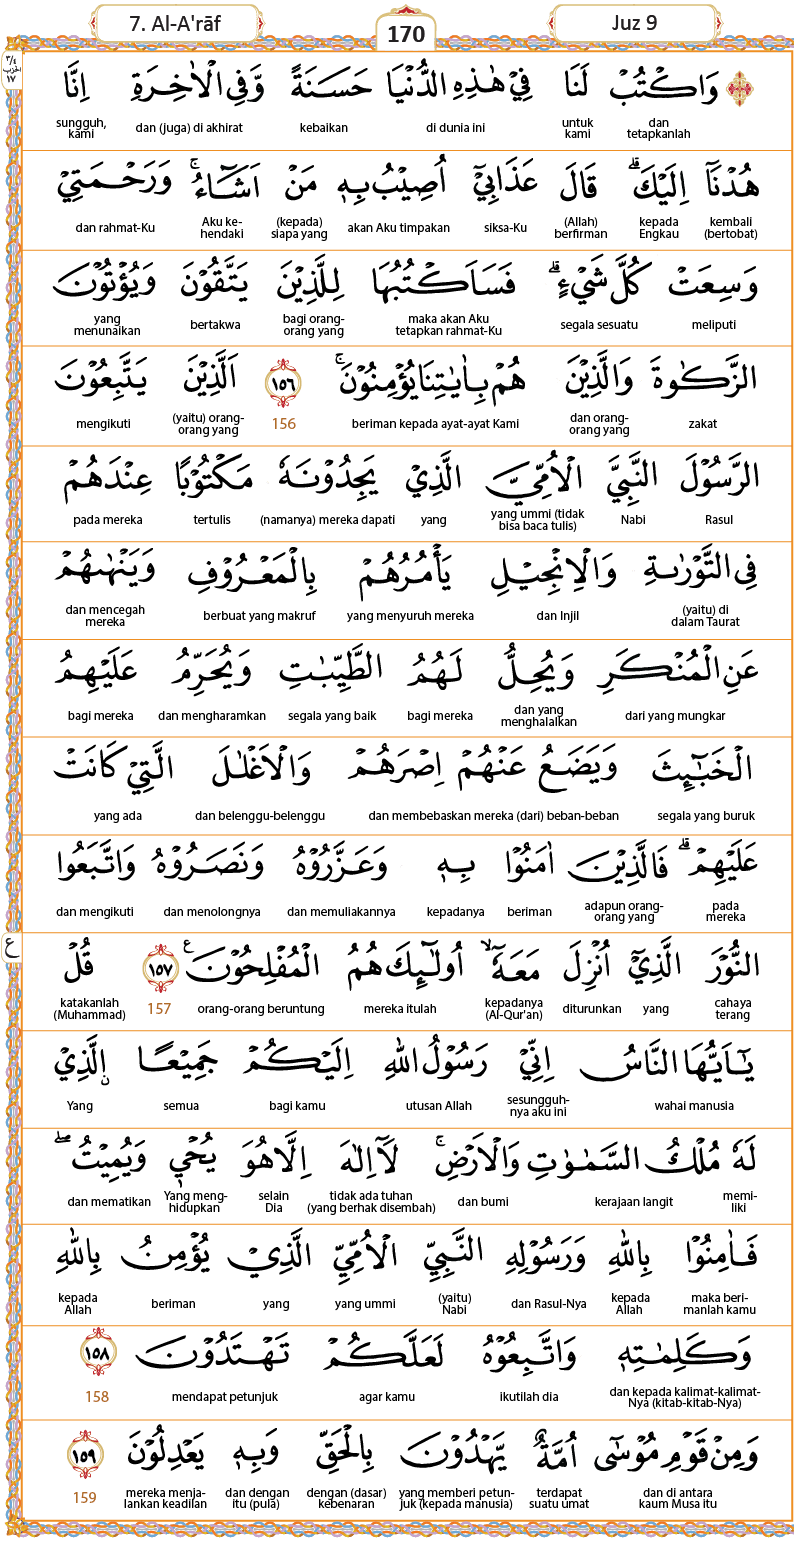 7. Al-A'rāf
170
Juz 9
٣/٤ الحزب ١٧
وَاكْتُبْ لَنَا فِيْ هٰذِهِ الدُّنْيَا حَسَنَةً وَّفِى الْاٰخِرَةِ اِنَّا
dan tetapkanlah untuk kami di dunia ini kebaikan dan (juga) di akhirat sungguh, kami
هُدْنَآ اِلَيْكَۗ قَالَ عَذَابِيْٓ اُصِيْبُ بِهٖ مَنْ اَشَاۤءُۚ وَرَحْمَتِيْ
kembali (bertobat) kepada Engkau (Allah) berfirman siksa-Ku akan Aku timpakan (kepada) siapa yang Aku ke-hendaki dan rahmat-Ku
وَسِعَتْ كُلَّ شَيْءٍۗ فَسَاَكْتُبُهَا لِلَّذِيْنَ يَتَّقُوْنَ وَيُؤْتُوْنَ
meliputi segala sesuatu maka akan Aku tetapkan rahmat-Ku bagi orang-orang yang bertakwa yang menunaikan
الزَّكٰوةَ وَالَّذِيْنَ هُمْ بِاٰيٰتِنَا يُؤْمِنُوْنَۚ ١٥٦ اَلَّذِيْنَ يَتَّبِعُوْنَ
zakat dan orang-orang yang beriman kepada ayat-ayat Kami 156 (yaitu) orang-orang yang mengikuti
الرَّسُوْلَ النَّبِيَّ الْاُمِّيَّ الَّذِيْ يَجِدُوْنَهٗ مَكْتُوْبًا عِنْدَهُمْ
Rasul Nabi yang ummi (tidak bisa baca tulis) yang (namanya) mereka dapati tertulis pada mereka
فِى التَّوْرٰىةِ وَالْاِنْجِيْلِ يَأْمُرُهُمْ بِالْمَعْرُوْفِ وَيَنْهٰىهُمْ
(yaitu) di dalam Taurat dan Injil yang menyuruh mereka berbuat yang makruf dan mencegah mereka
عَنِ الْمُنْكَرِ وَيُحِلُّ لَهُمُ الطَّيِّبٰتِ وَيُحَرِّمُ عَلَيْهِمُ
dari yang mungkar dan yang menghalalkan bagi mereka segala yang baik dan mengharamkan bagi mereka
الْخَبٰۤىِٕثَ وَيَضَعُ عَنْهُمْ اِصْرَهُمْ وَالْاَغْلٰلَ الَّتِيْ كَانَتْ
segala yang buruk dan membebaskan mereka (dari) beban-beban dan belenggu-belenggu yang ada
عَلَيْهِمْۗ فَالَّذِيْنَ اٰمَنُوْا بِهٖ وَعَزَّرُوْهُ وَنَصَرُوْهُ وَاتَّبَعُوا
pada mereka adapun orang-orang yang beriman kepadanya dan memuliakannya dan menolongnya dan mengikuti
النُّوْرَ الَّذِيْٓ اُنْزِلَ مَعَهٗٓۙ اُولٰۤىِٕكَ هُمُ الْمُفْلِحُوْنَ ࣖ ١٥٧ قُلْ
ع
cahaya terang yang diturunkan kepadanya (Al-Qur'an) mereka itulah orang-orang beruntung 157 katakanlah (Muhammad)
يٰٓاَيُّهَا النَّاسُ اِنِّيْ رَسُوْلُ اللّٰهِ اِلَيْكُمْ جَمِيْعًا ۨالَّذِيْ
wahai manusia sesungguh-nya aku ini utusan Allah bagi kamu semua Yang
لَهٗ مُلْكُ السَّمٰوٰتِ وَالْاَرْضِۚ لَآ اِلٰهَ اِلَّا هُوَ يُحْيٖ وَيُمِيْتُۖ
memi-liki kerajaan langit dan bumi tidak ada tuhan (yang berhak disembah) selain Dia Yang meng-hidupkan dan mematikan
فَاٰمِنُوْا بِاللّٰهِ وَرَسُوْلِهِ النَّبِيِّ الْاُمِّيِّ الَّذِيْ يُؤْمِنُ بِاللّٰهِ
maka beri-manlah kamu kepada Allah dan Rasul-Nya (yaitu) Nabi yang ummi yang beriman kepada Allah
وَكَلِمٰتِهٖ وَاتَّبِعُوْهُ لَعَلَّكُمْ تَهْتَدُوْنَ ١٥٨
dan kepada kalimat-kalimat-Nya (kitab-kitab-Nya) ikutilah dia agar kamu mendapat petunjuk 158
وَمِنْ قَوْمِ مُوْسٰٓى اُمَّةٌ يَّهْدُوْنَ بِالْحَقِّ وَبِهٖ يَعْدِلُوْنَ ١٥٩
dan di antara kaum Musa itu terdapat suatu umat yang memberi petun-juk (kepada manusia) dengan (dasar) kebenaran dan dengan itu (pula) mereka menja-lankan keadilan 159